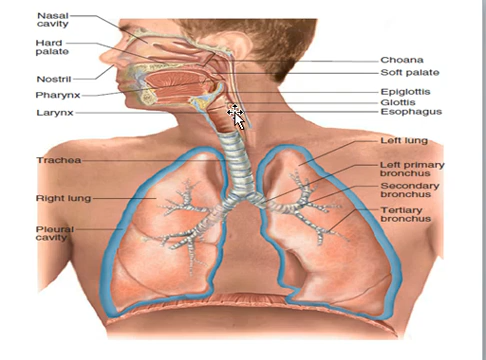 Nasal
cavity
Hard
palate
Nostril
Pharynx
Larynx
Trachea
Right lung
Pleural
cavity
Choana
Soft palate
Epiglottis
Glottis
Esophagus
Left lung
Left primary
bronchus
Secondary
bronchus
Tertiary
bronchus